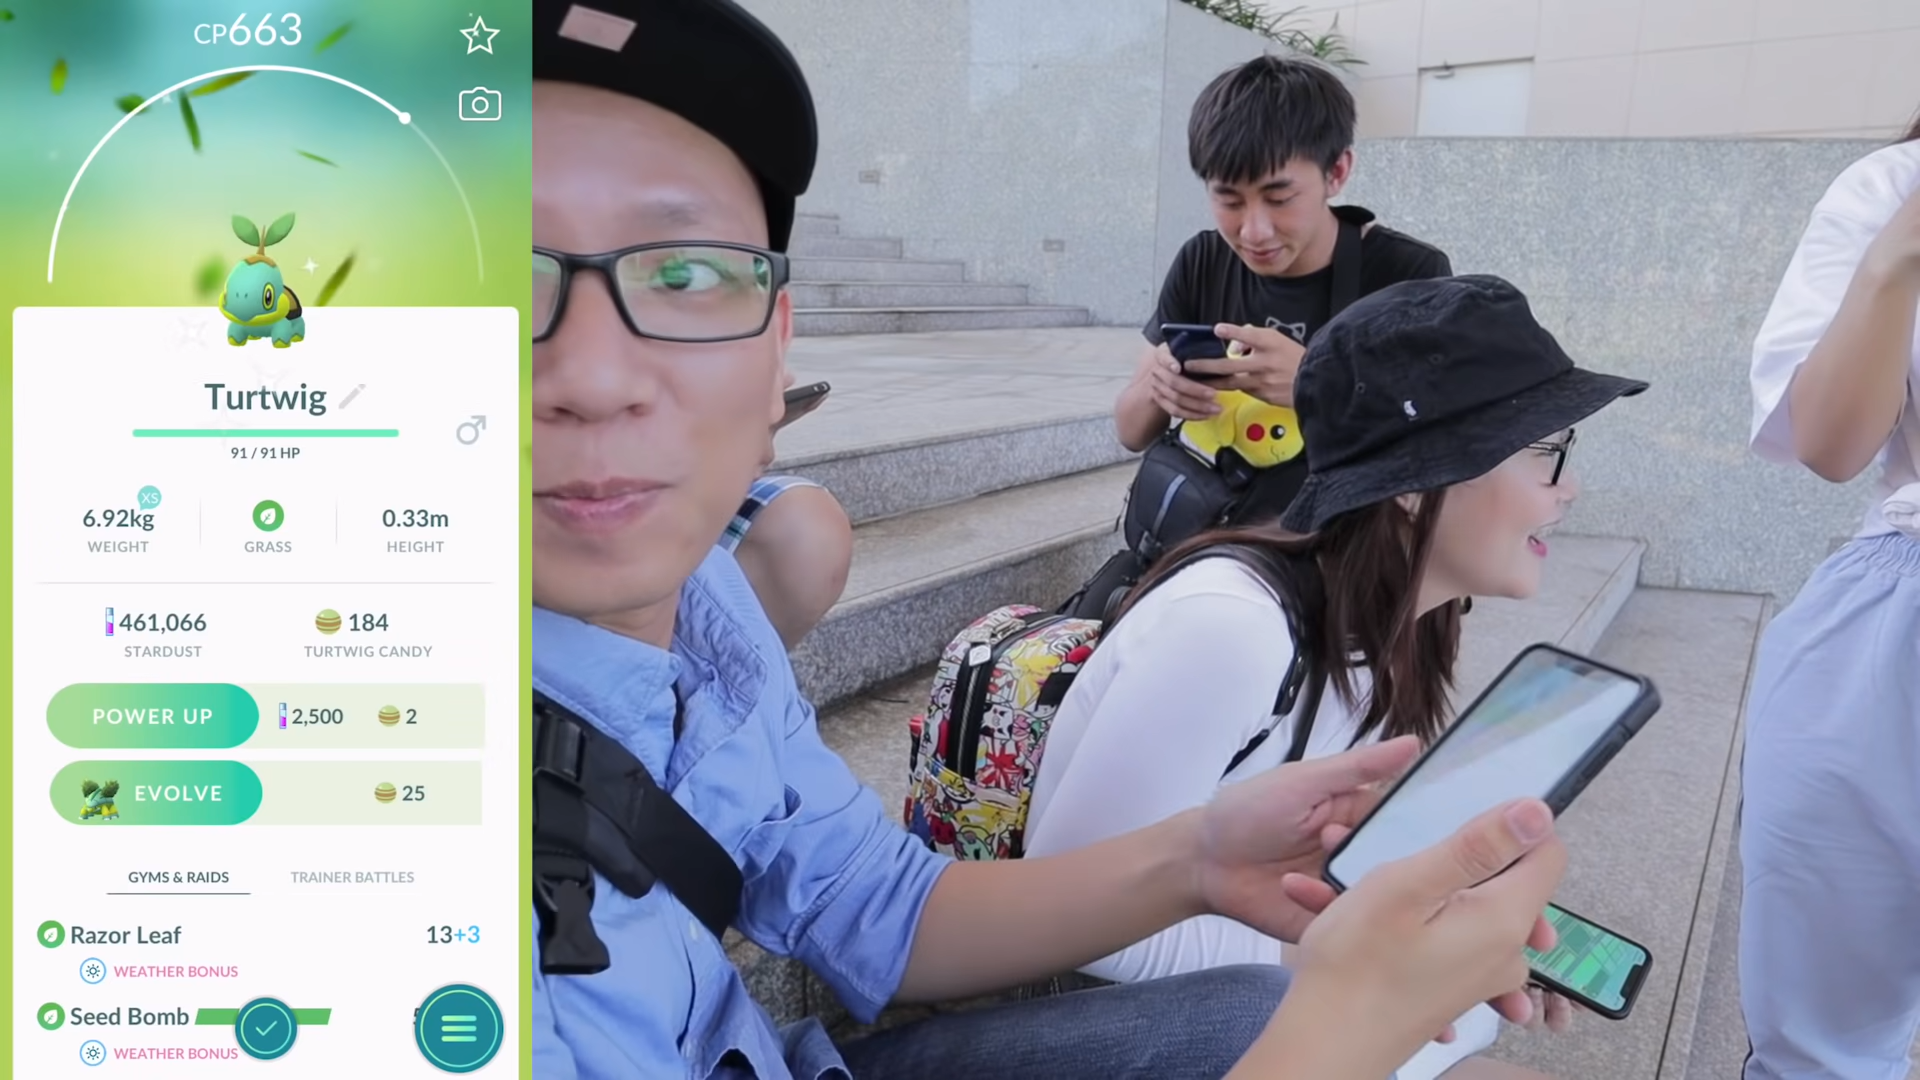 CP663
Turtwig
91 / 91 HP
XS
6.92kg
WEIGHT
GRASS
0.33m
HEIGHT
461,066
STARDUST
184
TURTWIG CANDY
POWER UP 2,500 2
EVOLVE 25
GYMS & RAIDS TRAINER BATTLES
Razor Leaf 13+3
WEATHER BONUS
Seed Bomb
WEATHER BONUS